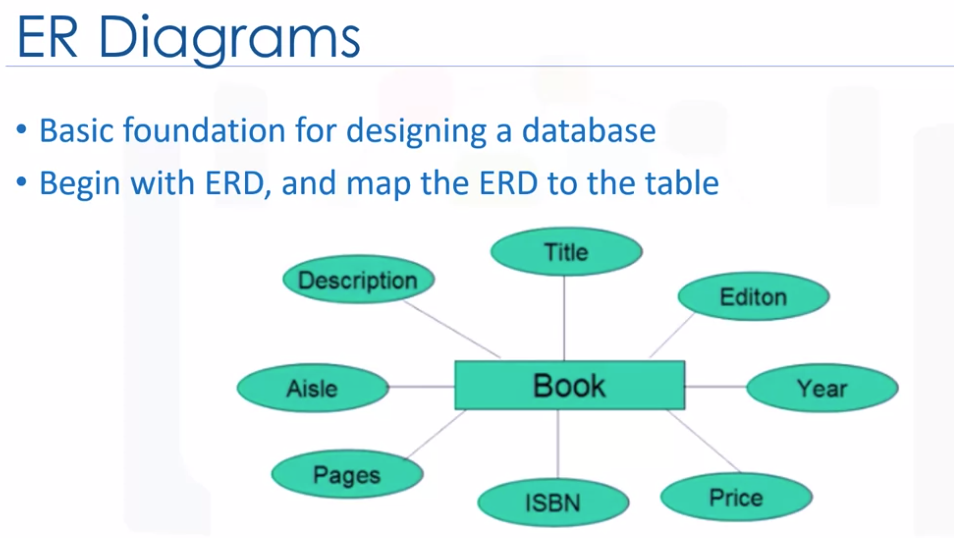 ER Diagrams
• Basic foundation for designing a database
• Begin with ERD, and map the ERD to the table
Title
Description
Editon
Aisle
Book
Year
Pages
ISBN
Price